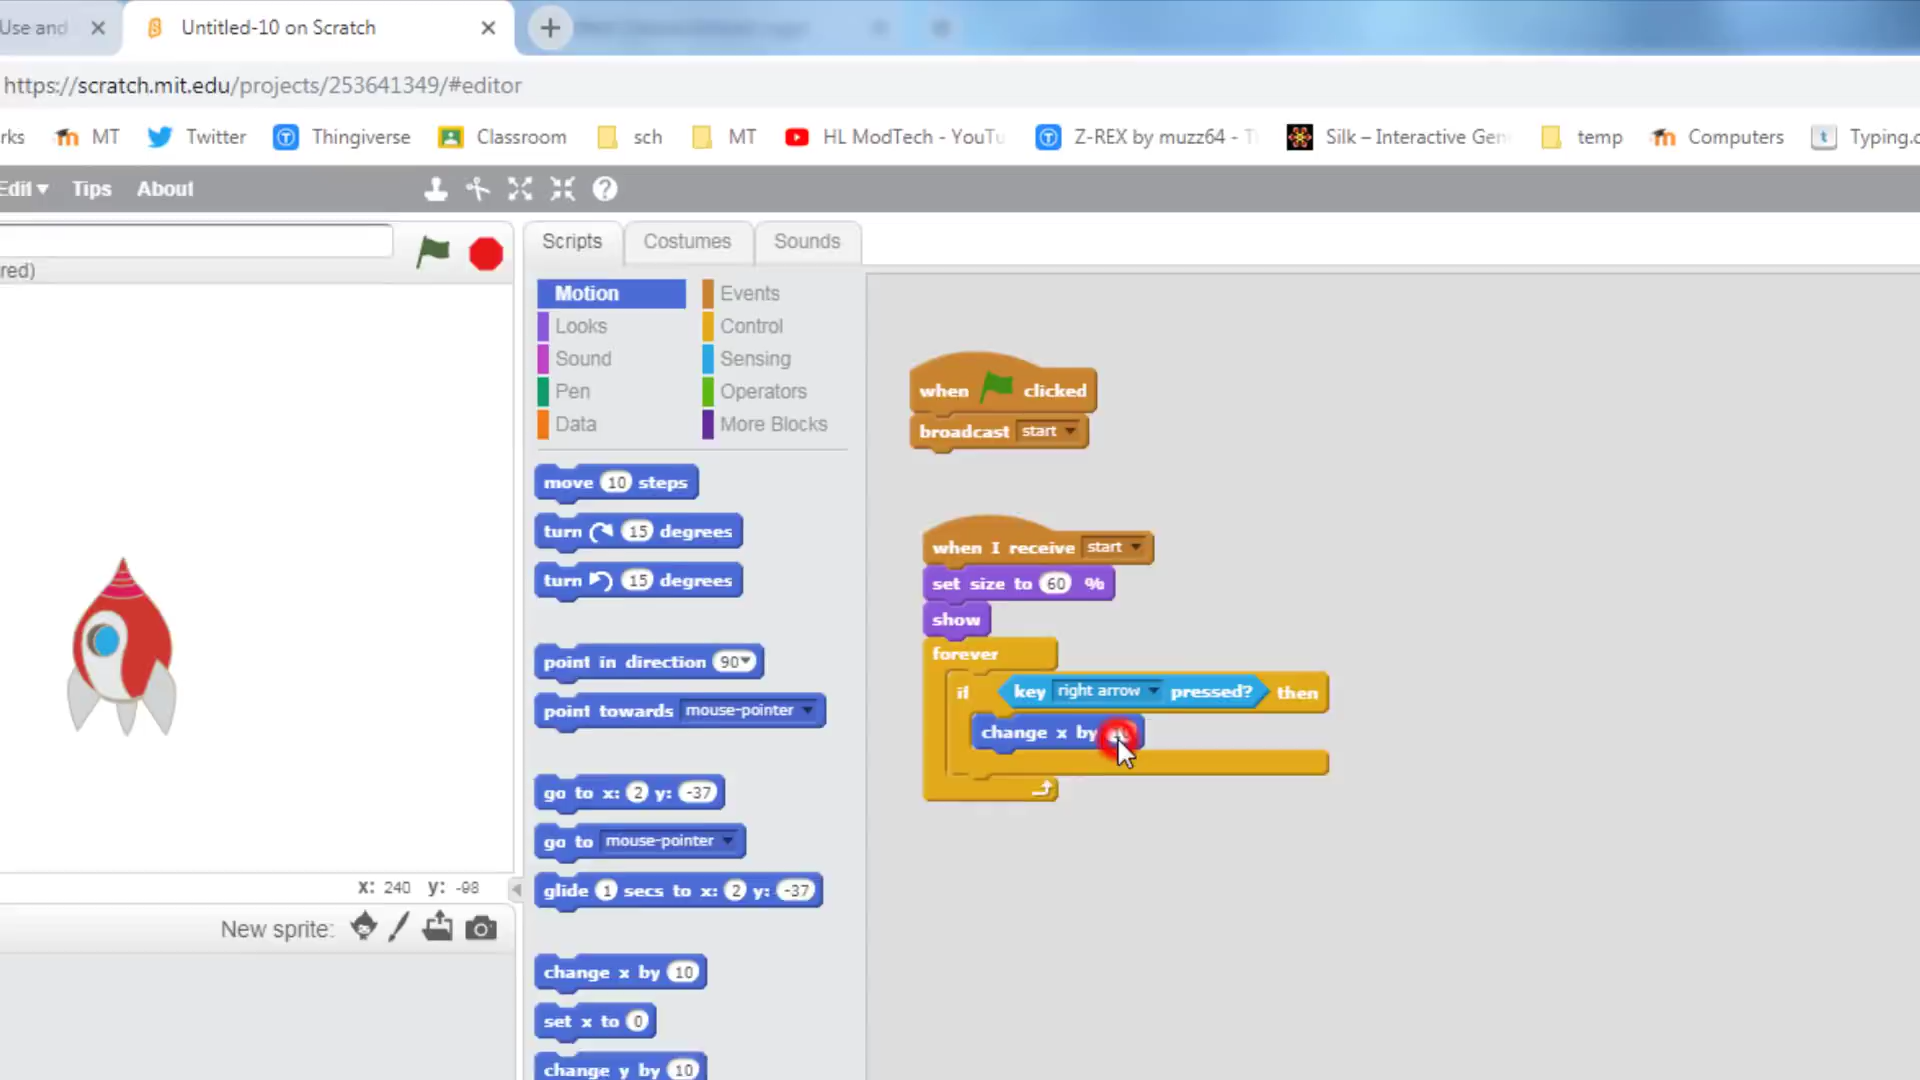 Use and
Untitled-10 on Scratch
https://scratch.mit.edu/projects/253641349/#editor
rks MT Twitter Thingiverse Classroom sch MT HL ModTech - YouTu Z-REX by muzz64 - T Silk – Interactive Gen temp Computers Typing.c
Edit Tips About
red)
Scripts Costumes Sounds
Motion Events
Looks Control
Sound Sensing
Pen Operators
Data More Blocks
move 10 steps
turn 15 degrees
turn 15 degrees
point in direction 90
point towards mouse-pointer
go to x: 2 y: -37
go to mouse-pointer
glide 1 secs to x: 2 y: -37
change x by 10
set x to 0
change y by 10
when clicked
broadcast start
when I receive start
set size to 60 %
show
forever
if key right arrow pressed? then
change x by
x: 240 y: -98
New sprite: